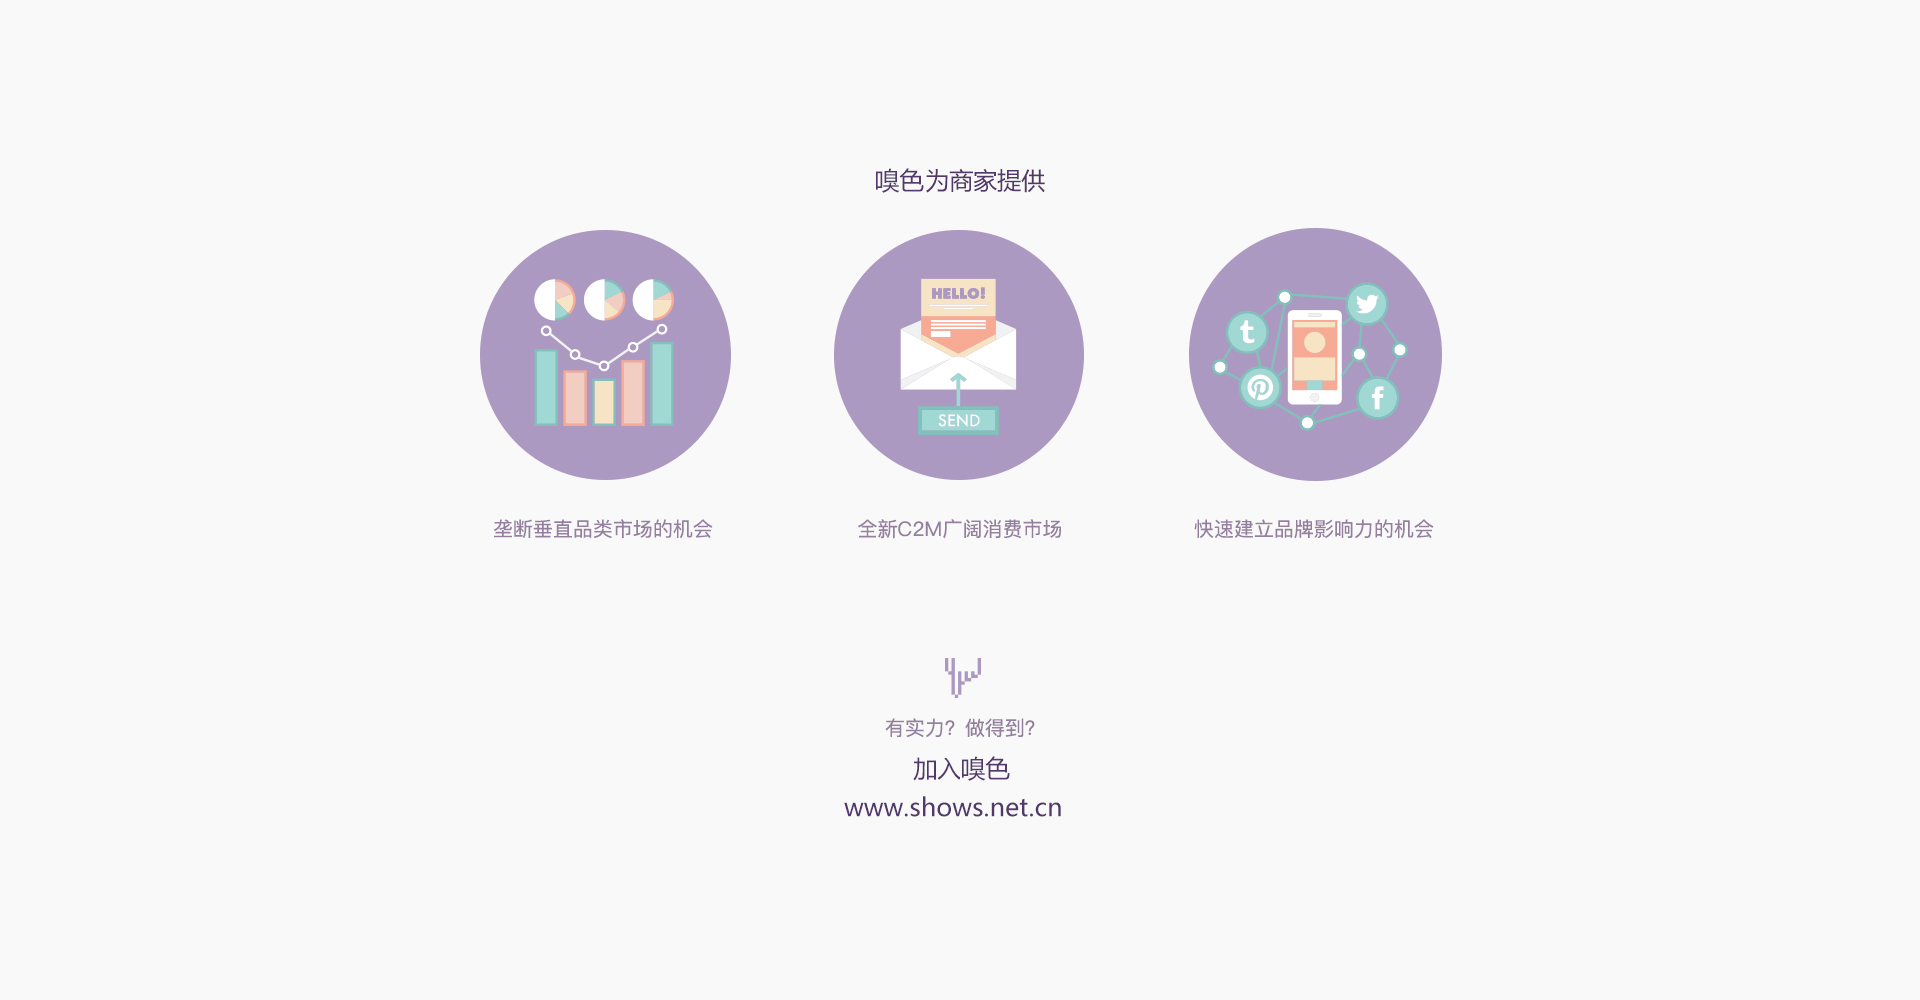 嗅色为商家提供
HELLO!
SEND
垄断垂直品类市场的机会
全新C2M广阔消费市场
快速建立品牌影响力的机会
有实力？做得到？
加入嗅色
www.shows.net.cn